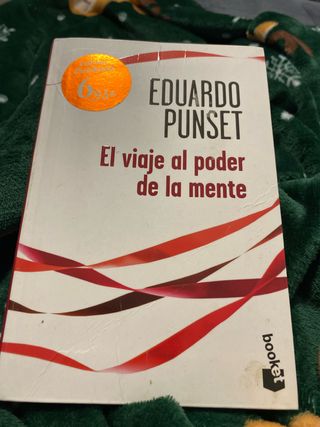 EDUARDO
PUNSET
El viaje al poder
de la mente
booket